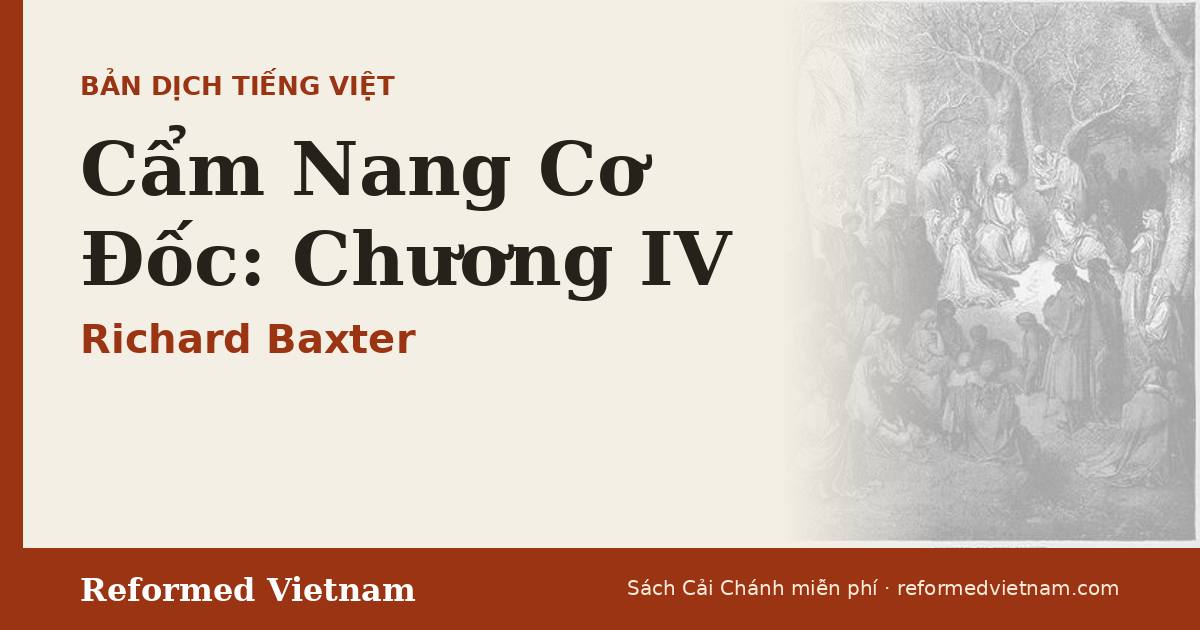 BẢN DỊCH TIẾNG VIỆT
Cẩm Nang Cơ
Đốc: Chương IV
Richard Baxter
Reformed Vietnam
Sách Cải Chánh miễn phí · reformedvietnam.com